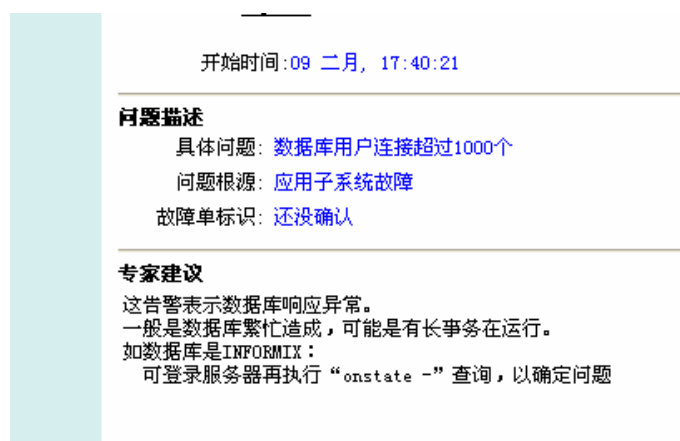 开始时间:09 二月, 17:40:21
问题描述
具体问题: 数据库用户连接超过1000个
问题根源: 应用子系统故障
故障单标识: 还没确认
专家建议
这告警表示数据库响应异常。
一般是数据库繁忙造成，可能是有长事务在运行。
如数据库是INFORMIX：
可登录服务器再执行“onstate -”查询，以确定问题